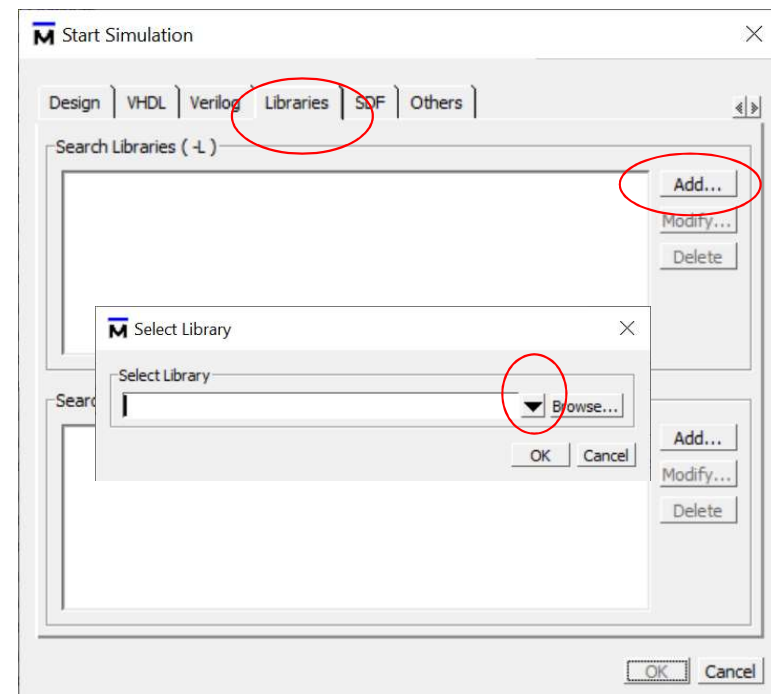 M Start Simulation
Design VHDL Verilog Libraries SDF Others
Search Libraries ( -L )
Add...
Modify...
Delete
M Select Library
Select Library
Browse...
OK Cancel
Add...
Modify...
Delete
OK Cancel